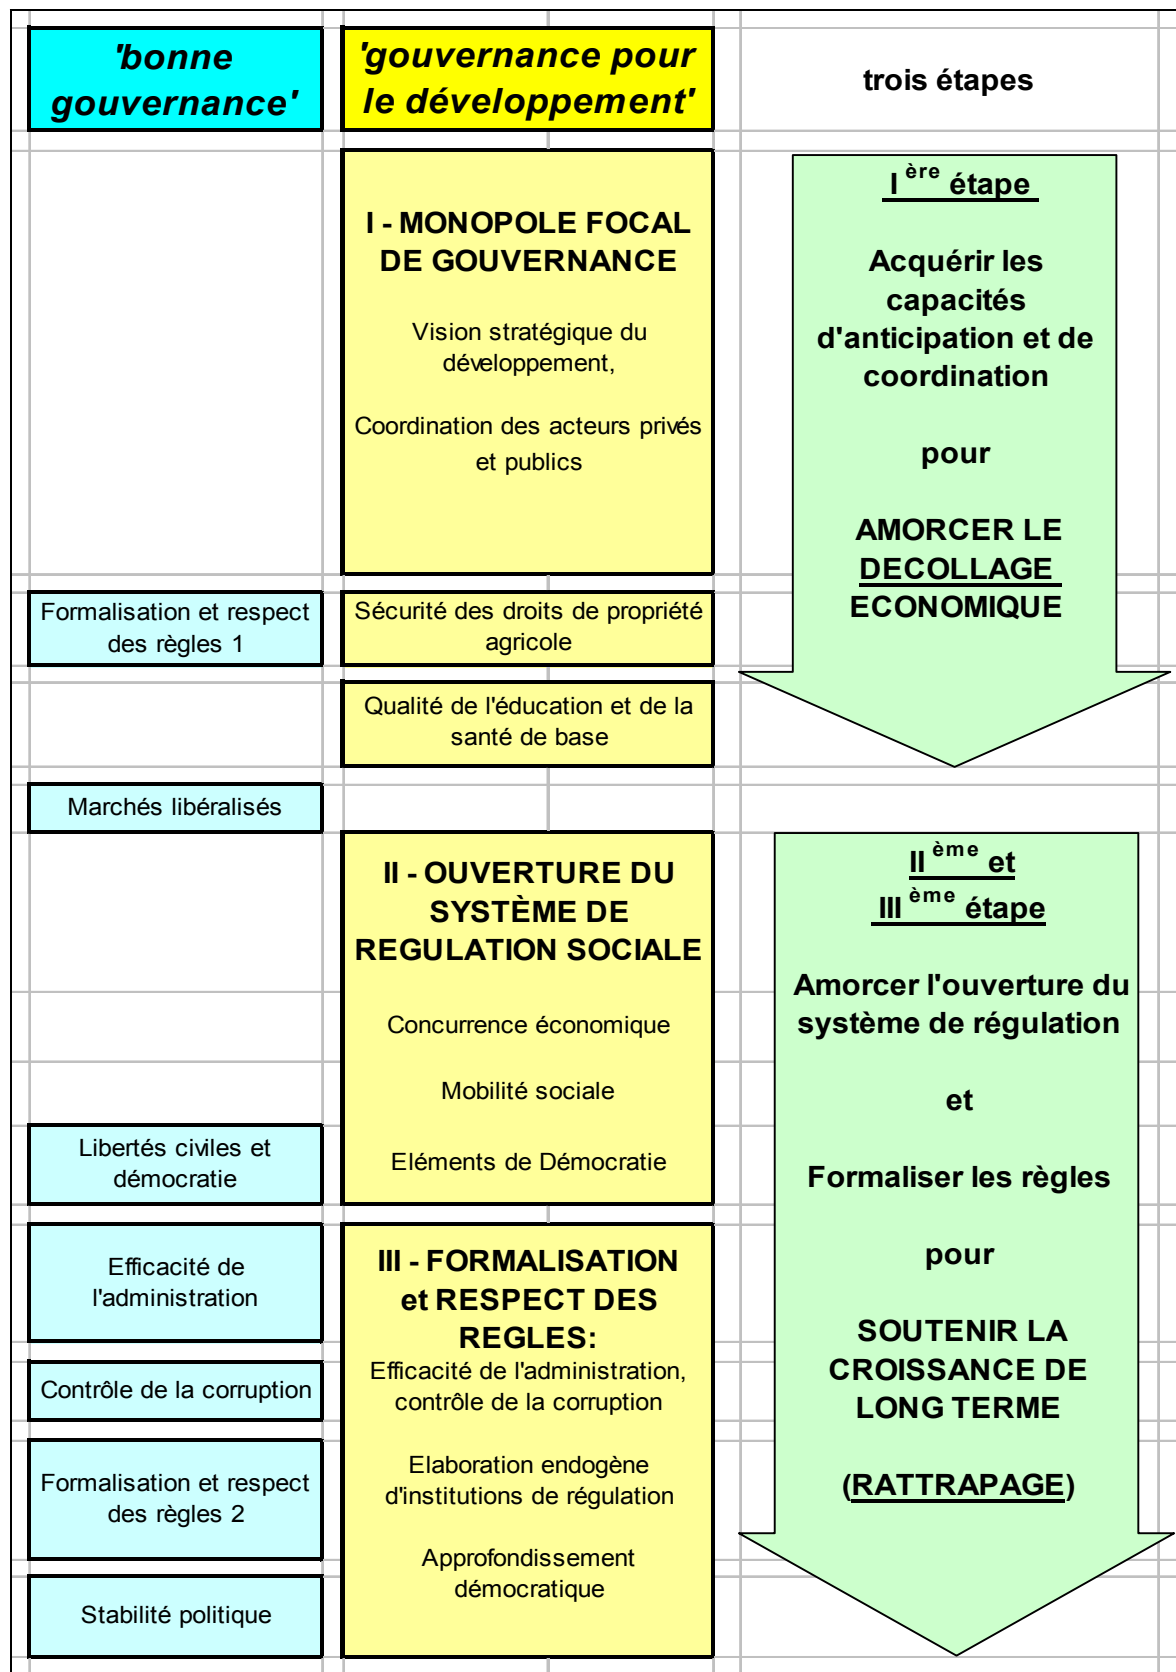 'bonne
gouvernance'
'gouvernance pour
le développement'
trois étapes
I - MONOPOLE FOCAL
DE GOUVERNANCE
Vision stratégique du
développement,
Coordination des acteurs privés
et publics
I ère étape
Acquérir les
capacités
d'anticipation et de
coordination
pour
AMORCER LE
DECOLLAGE
ECONOMIQUE
Formalisation et respect
des règles 1
Sécurité des droits de propriété
agricole
Qualité de l'éducation et de la
santé de base
Marchés libéralisés
II - OUVERTURE DU
SYSTÈME DE
REGULATION SOCIALE
Concurrence économique
Mobilité sociale
Eléments de Démocratie
II ème et
III ème étape
Amorcer l'ouverture du
système de régulation
et
Formaliser les règles
pour
SOUTENIR LA
CROISSANCE DE
LONG TERME
(RATTRAPAGE)
Libertés civiles et
démocratie
Efficacité de
l'administration
Contrôle de la corruption
Formalisation et respect
des règles 2
Stabilité politique
III - FORMALISATION
et RESPECT DES
REGLES:
Efficacité de l'administration,
contrôle de la corruption
Elaboration endogène
d'institutions de régulation
Approfondissement
démocratique